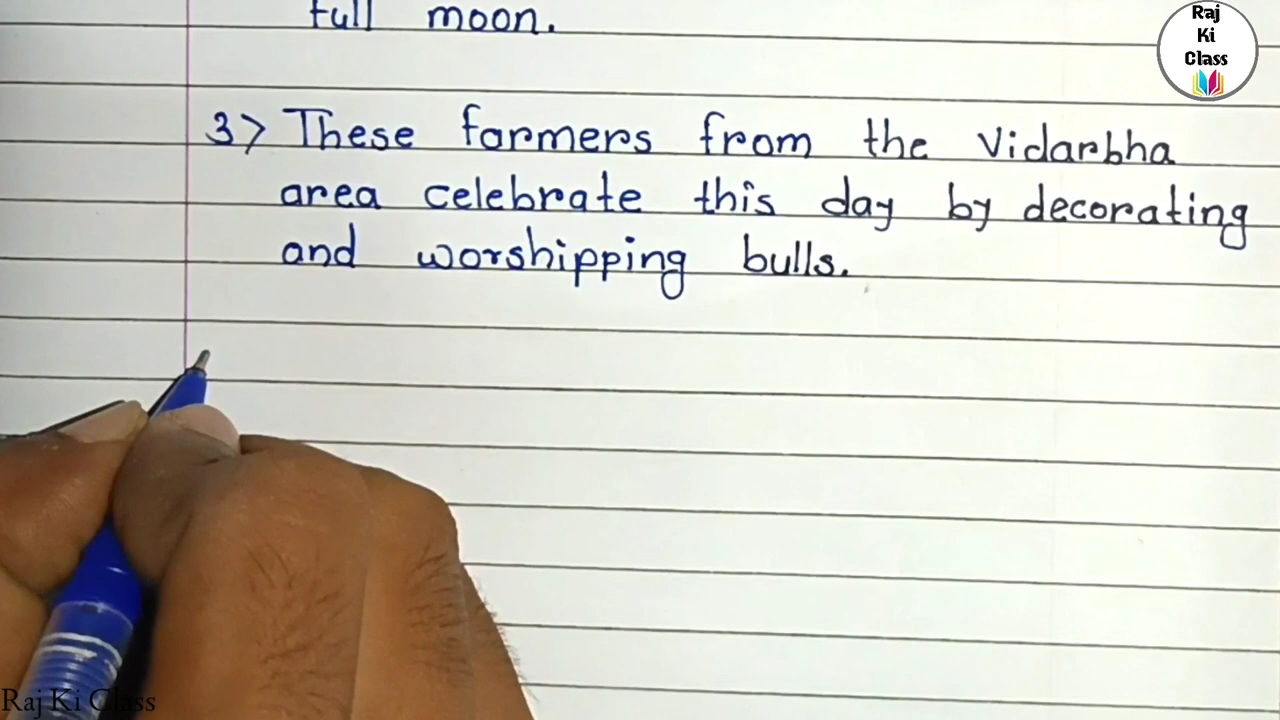 full moon.
Raj
Ki
Class
3> These farmers from the Vidarbha
area celebrate this day by decorating
and worshipping bulls.
Raj Ki Class